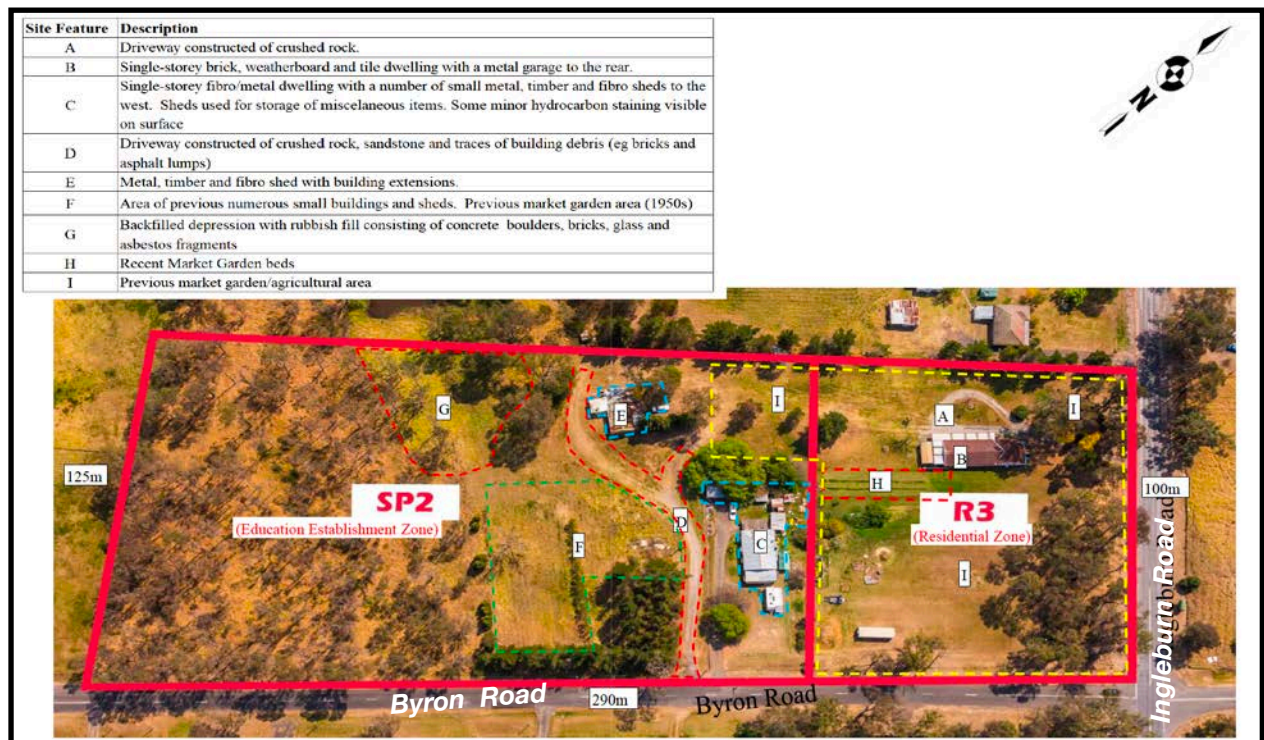 Site Feature Description
A Driveway constructed of crushed rock.
B Single-storey brick, weatherboard and tile dwelling with a metal garage to the rear.
C Single-storey fibro/metal dwelling with a number of small metal, timber and fibro sheds to the
west. Sheds used for storage of miscelaneous items. Some minor hydrocarbon staining visible
on surface
D Driveway constructed of crushed rock, sandstone and traces of building debris (eg bricks and
asphalt lumps)
E Metal, timber and fibro shed with building extensions.
F Area of previous numerous small buildings and sheds. Previous market garden area (1950s)
G Backfilled depression with rubbish fill consisting of concrete boulders, bricks, glass and
asbestos fragments
H Recent Market Garden beds
I Previous market garden/agricultural area
N
G
E
I
A
I
B
125m
H
100m
SP2
(Education Establishment Zone)
R3
(Residential Zone)
D
F
C
I
Ingleburn Road
Byron Road
290m
Byron Road